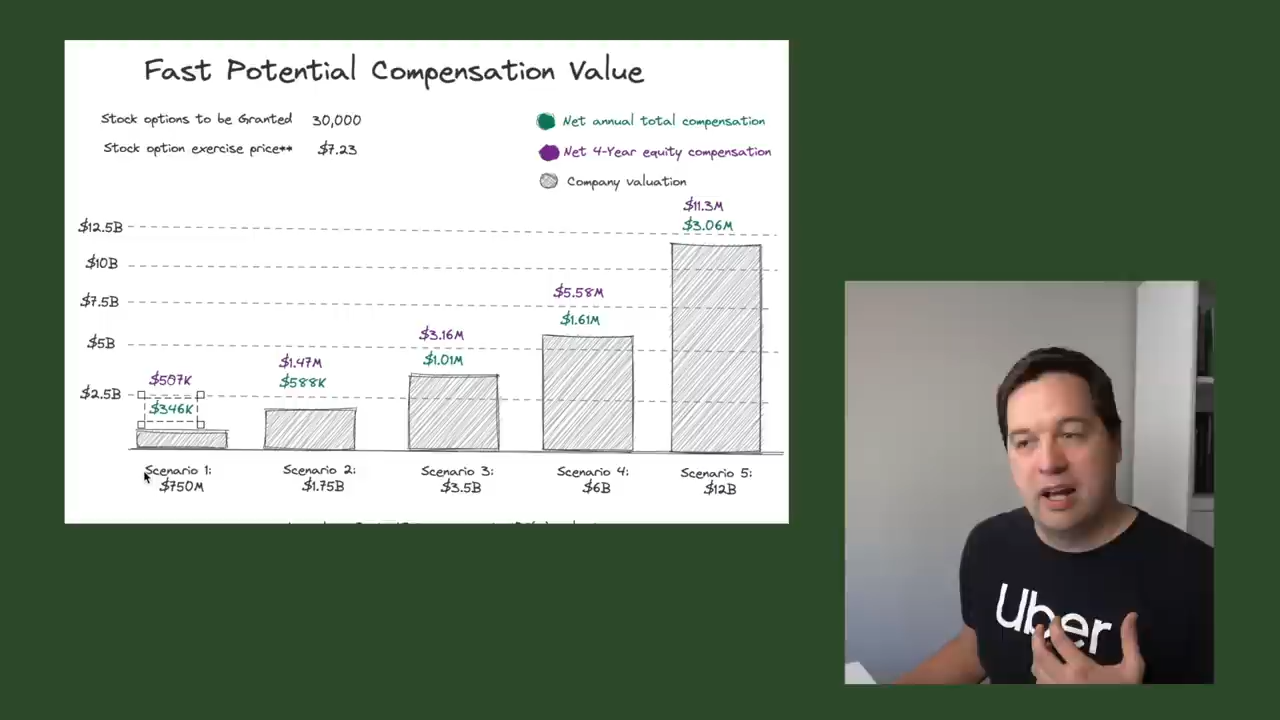 Fast Potential Compensation Value
Stock options to be Granted 30,000
Stock option exercise price** $7.23
Net annual total compensation
Net 4-Year equity compensation
Company valuation
$12.5B
$10B
$7.5B
$5B
$2.5B
$507K
$346K
$1.47M
$588K
$3.16M
$1.01M
$5.58M
$1.61M
$11.3M
$3.06M
Scenario 1:
$750M
Scenario 2:
$1.75B
Scenario 3:
$3.5B
Scenario 4:
$6B
Scenario 5:
$12B
Uber